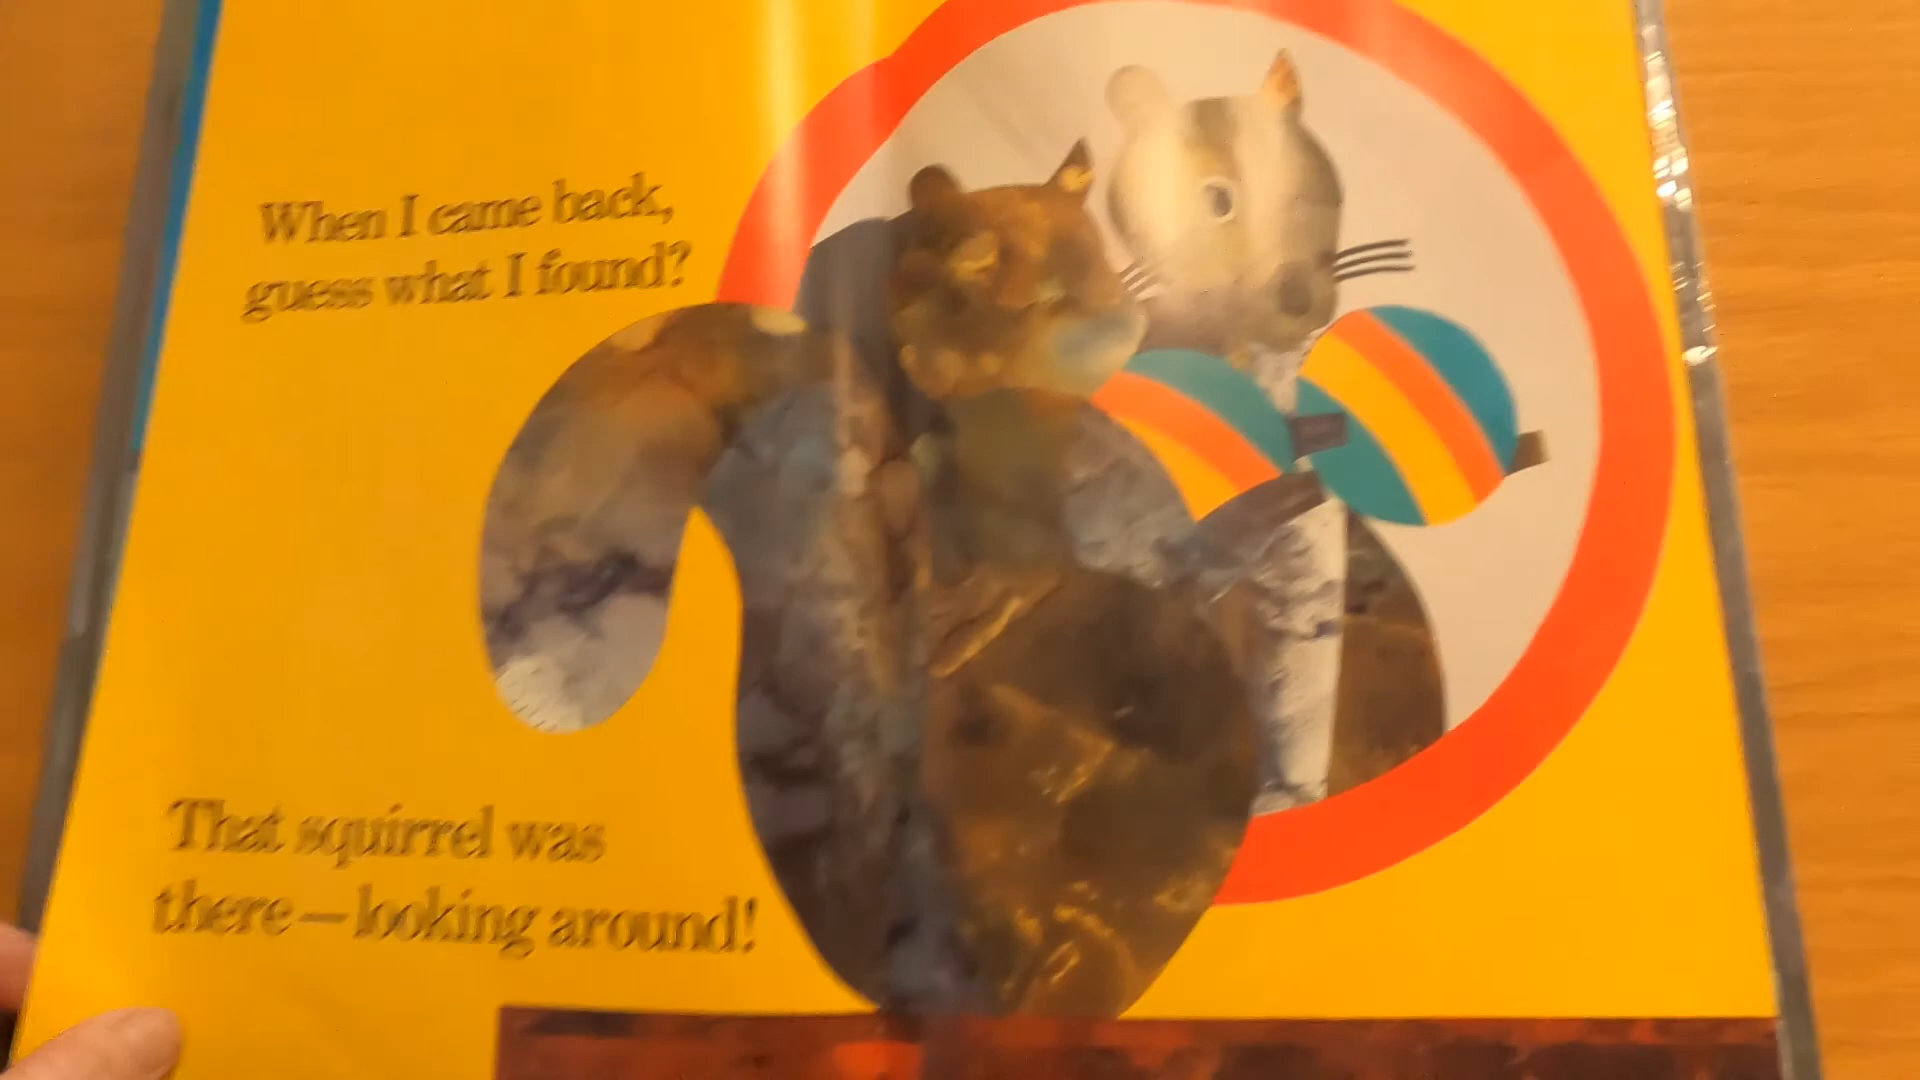 When I came back,
guess what I found?
That squirrel was
there—looking around!